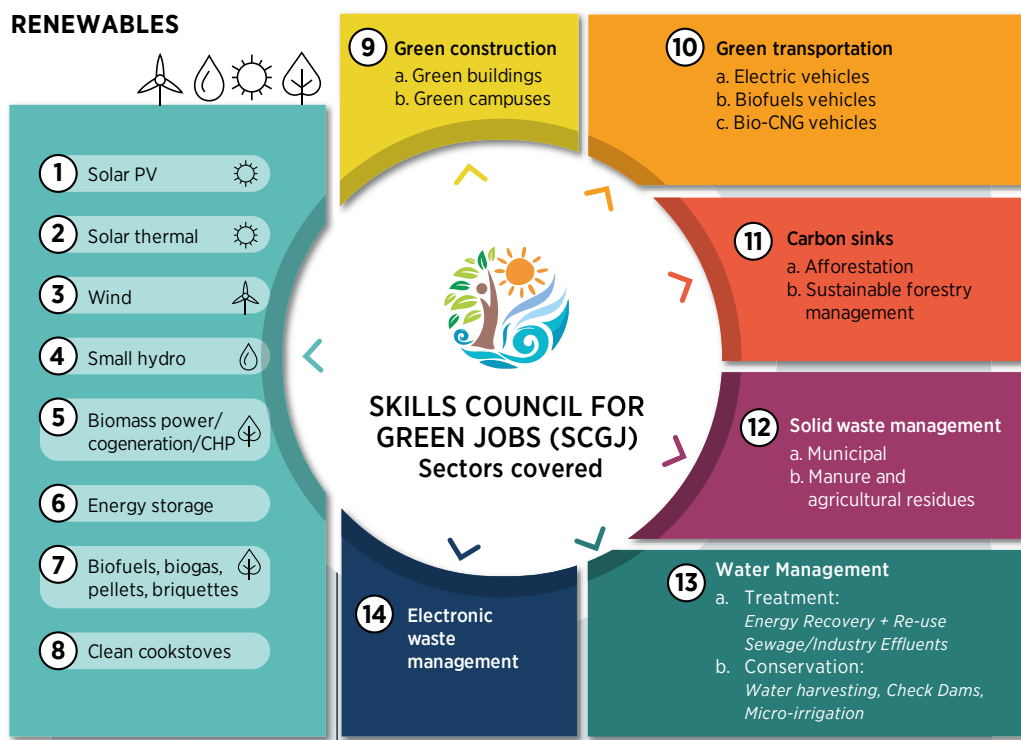 RENEWABLES
1 Solar PV
2 Solar thermal
3 Wind
4 Small hydro
5 Biomass power/
cogeneration/CHP
6 Energy storage
7 Biofuels, biogas,
pellets, briquettes
8 Clean cookstoves
9 Green construction
a. Green buildings
b. Green campuses
10 Green transportation
a. Electric vehicles
b. Biofuels vehicles
c. Bio-CNG vehicles
11 Carbon sinks
a. Afforestation
b. Sustainable forestry
management
12 Solid waste management
a. Municipal
b. Manure and
agricultural residues
13 Water Management
a. Treatment:
Energy Recovery + Re-use
Sewage/Industry Effluents
b. Conservation:
Water harvesting, Check Dams,
Micro-irrigation
14 Electronic
waste
management
SKILLS COUNCIL FOR
GREEN JOBS (SCGJ)
Sectors covered